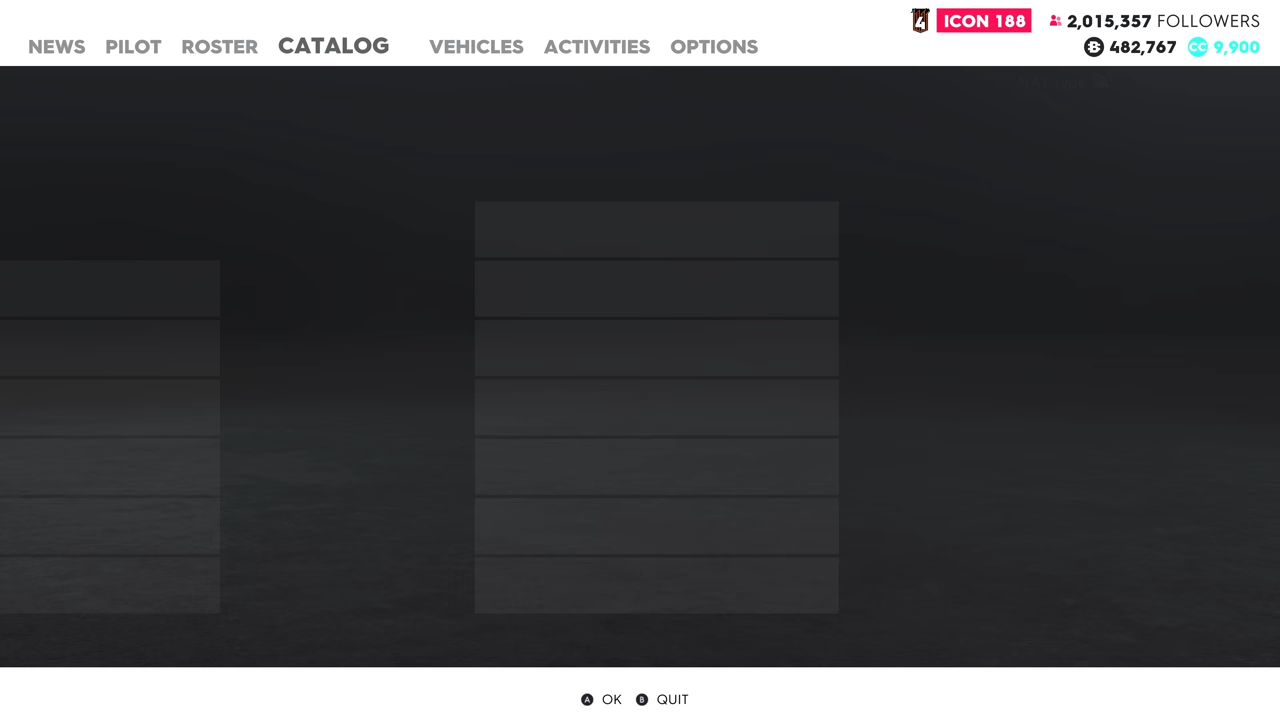 4 ICON 188 2,015,357 FOLLOWERS
NEWS PILOT ROSTER CATALOG VEHICLES ACTIVITIES OPTIONS B 482,767 CC 9,900
A OK B QUIT